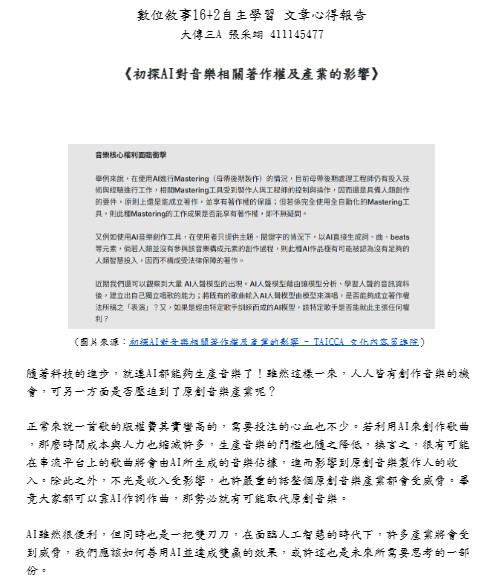 數位敘事16+2自主學習 文章心得報告
大傳三A 張采翊 411145477
《初探AI對音樂相關著作權及產業的影響》
音樂核心權利面臨衝擊
舉例來說，在使用AI進行Mastering（母帶後期製作）的情況，目前母帶後期處理工程師仍有投入技
術與經驗進行工作，相關Mastering工具受到製作人與工程師的控制與操作，因而還是具備人類創作
的要件，原則上還是能成立著作，並享有著作權的保護；但若係完全使用全自動化的Mastering工
具，則此種Mastering的工作成果是否能享有著作權，即不無疑問。
又例如使用AI音樂創作工具，在使用者只提供主題、關鍵字的情況下，以AI直接生成詞、曲、beats
等元素，倘若人類並沒有參與該音樂構成元素的創作過程，則此種AI作品極有可能被認為沒有足夠的
人類智慧投入，因而不構成受法律保障的著作。
近期我們還可以觀察到大量 AI人聲模型的出現。AI人聲模型藉由讓模型分析、學習人聲的音訊資料
後，建立出自己獨立唱歌的能力；將既有的歌曲輸入AI人聲模型由模型來演唱，是否能夠成立著作權
法所稱之「表演」？又，如果是經由特定歌手訓練而成的AI模型，該特定歌手是否能就此主張任何權
利？
(圖片來源：初探AI對音樂相關著作權及產業的影響 - TAICCA 文化內容策進院)
隨著科技的進步，就連AI都能夠生產音樂了！雖然這樣一來，人人皆有創作音樂的機
會，可另一方面是否壓迫到了原創音樂產業呢？
正常來說一首歌的版權費其實蠻高的，需要投注的心血也不少。若利用AI來創作歌曲
，那麼時間成本與人力也縮減許多，生產音樂的門檻也隨之降低，換言之，很有可能
在串流平台上的歌曲將會由AI所生成的音樂佔據，進而影響到原創音樂製作人的收
入。除此之外，不光是收入受影響，也許嚴重的話整個原創音樂產業都會受威脅。畢
竟大家都可以靠AI作詞作曲，那勢必就有可能取代原創音樂。
AI雖然很便利，但同時也是一把雙刃刀，在面臨人工智慧的時代下，許多產業將會受
到威脅，我們應該如何善用AI並達成雙贏的效果，或許這也是未來所需要思考的一部
份。